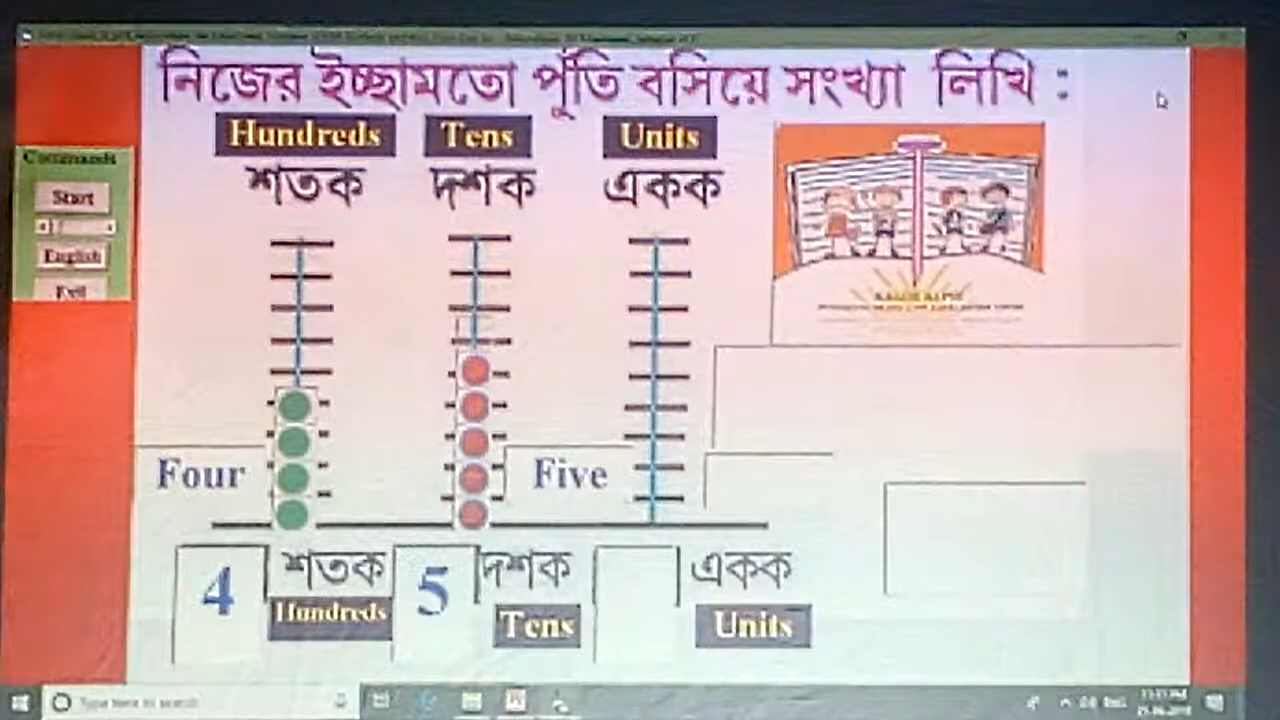 নিজের ইচ্ছামতো পুঁতি বসিয়ে সংখ্যা লিখি :
Hundreds Tens Units
শতক দশক একক
Commands
Start
English
Exit
Four Five
4 শতক 5 দশক একক
Hundreds Tens Units
Type here to search